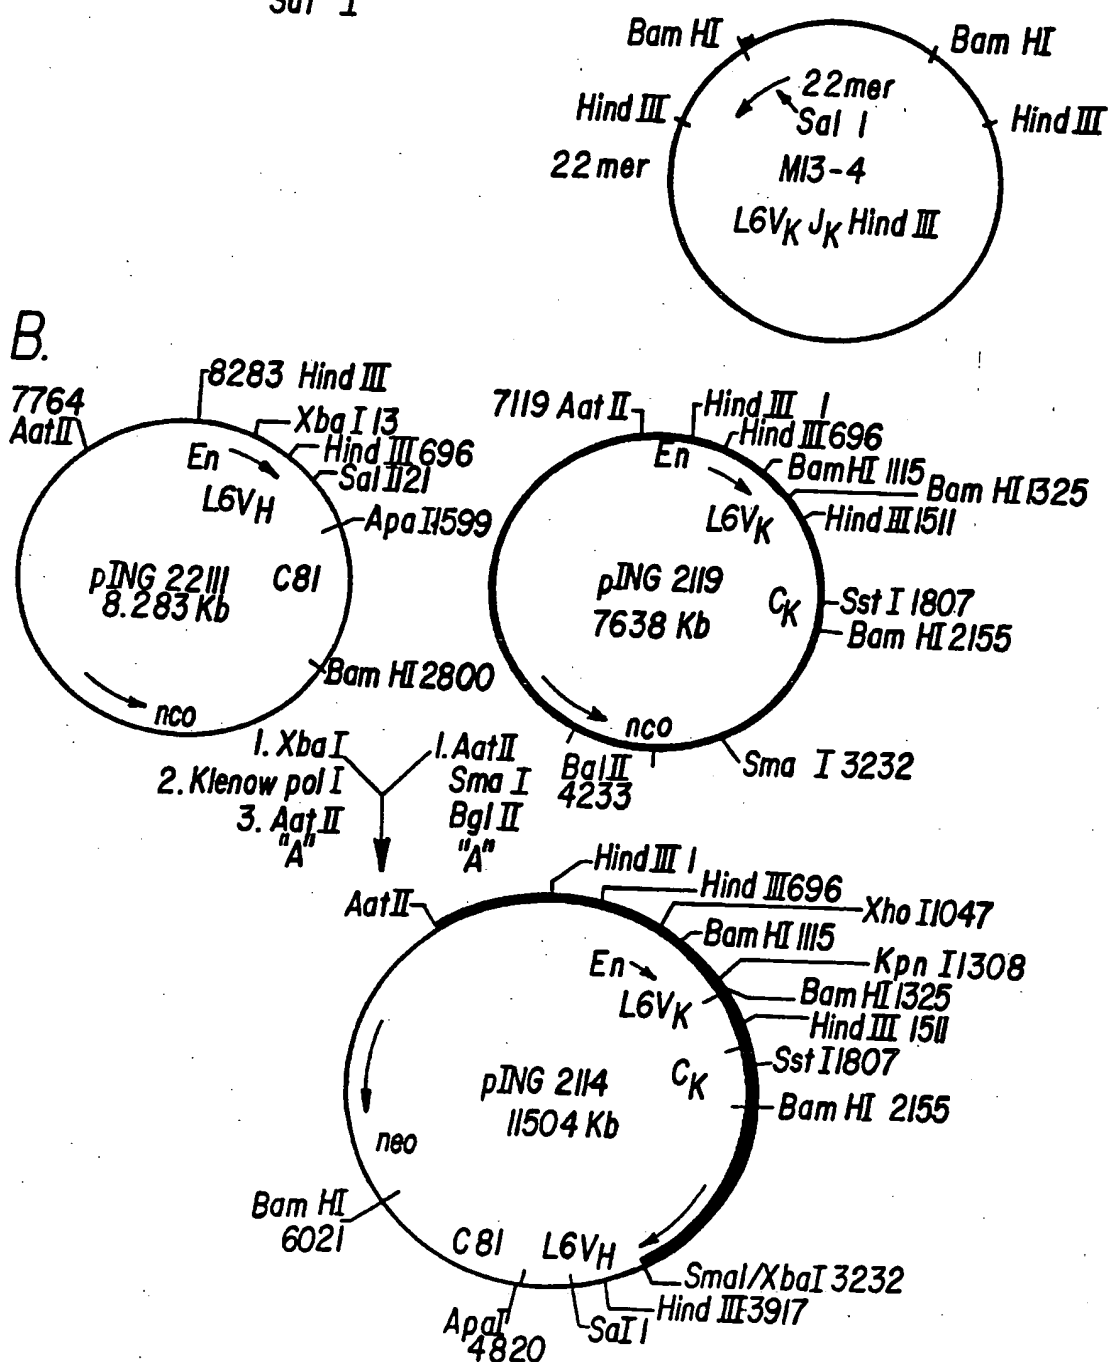 Sal I
Bam HI
Bam HI
22mer
Hind III
Sal I
Hind III
22mer
M13-4
L6VK JK Hind III
B.
8283 Hind III
7764
Aat II
Xba I 13
Hind III 696
En
Sal I1121
L6VH
Apa I1599
pING 22111
C81
8.283 Kb
Bam HI 2800
nco
7119 Aat II
Hind III 1
Hind III 696
En
Bam HI 1115
Bam HI 1325
L6VK
Hind III 1511
pING 2119
CK
Sst I 1807
7638 Kb
Bam HI 2155
nco
Bal II
4233
Sma I 3232
1. Xba I
2. Klenow pol I
3. Aat II
"A"
1. Aat II
Sma I
Bgl II
"A"
Hind III 1
Hind III 696
Aat II
Xho I 1047
Bam HI 1115
En
Kpn I 1308
L6VK
Bam HI 1325
Hind III 1511
Sst I 1807
CK
pING 2114
11504 Kb
Bam HI 2155
neo
Bam HI
6021
C81
L6VH
SmaI/XbaI 3232
Hind III 3917
ApaI
4820
SaI I